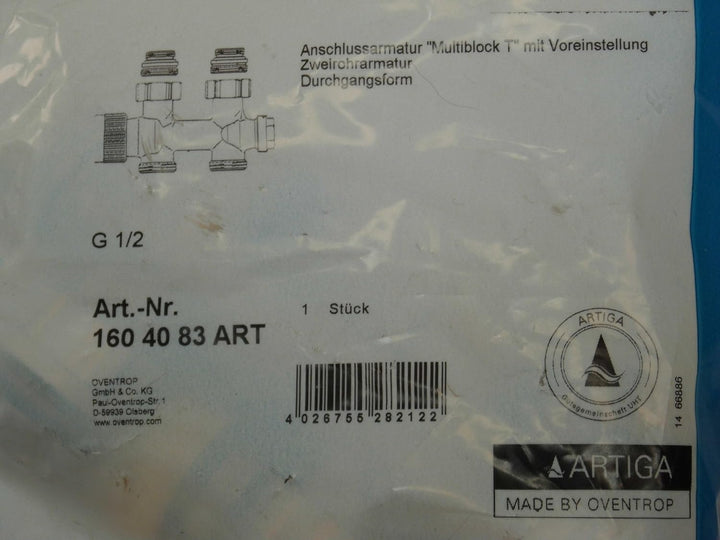 Anschlussarmatur "Multiblock T" mit Voreinstellung
Zweirohrarmatur
Durchgangsform
G 1/2
Art.-Nr.
160 40 83 ART
1 Stück
OVENTROP
GmbH & Co. KG
Paul-Oventrop-Str. 1
D-59939 Olsberg
www.oventrop.com
4 026755 282122
ARTIGA
Gütegemeinschaft UHT
14 66886
ARTIGA
MADE BY OVENTROP